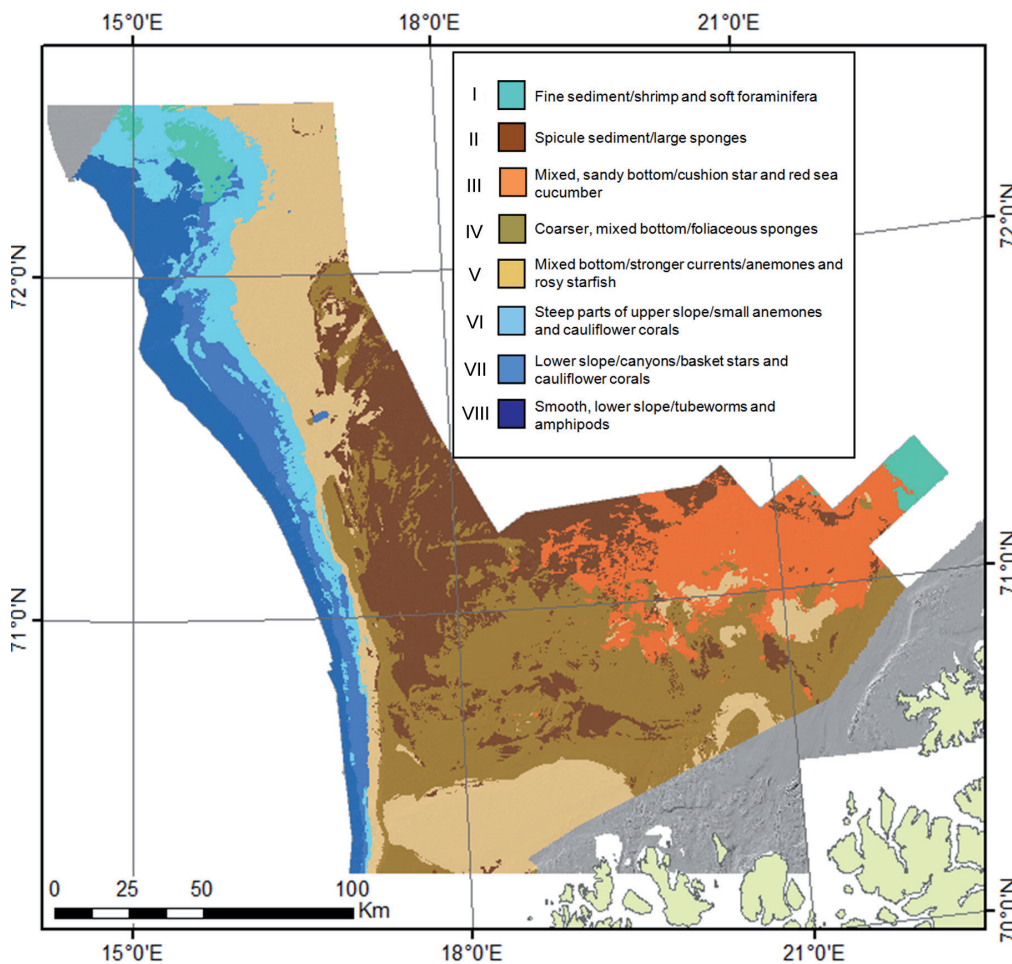 15°0'E 18°0'E 21°0'E
I Fine sediment/shrimp and soft foraminifera
II Spicule sediment/large sponges
III Mixed, sandy bottom/cushion star and red sea
cucumber
IV Coarser, mixed bottom/foliaceous sponges
V Mixed bottom/stronger currents/anemones and
rosy starfish
VI Steep parts of upper slope/small anemones
and cauliflower corals
VII Lower slope/canyons/basket stars and
cauliflower corals
VIII Smooth, lower slope/tubeworms and
amphipods
72°0'N
72°0'N
71°0'N
71°0'N
70°0'N
0 25 50 100
Km
15°0'E 18°0'E 21°0'E